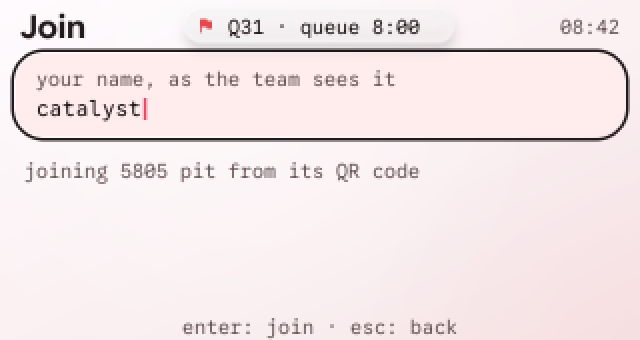 Join
Q31 · queue 8:00
08:42
your name, as the team sees it
catalyst
joining 5805 pit from its QR code
enter: join · esc: back